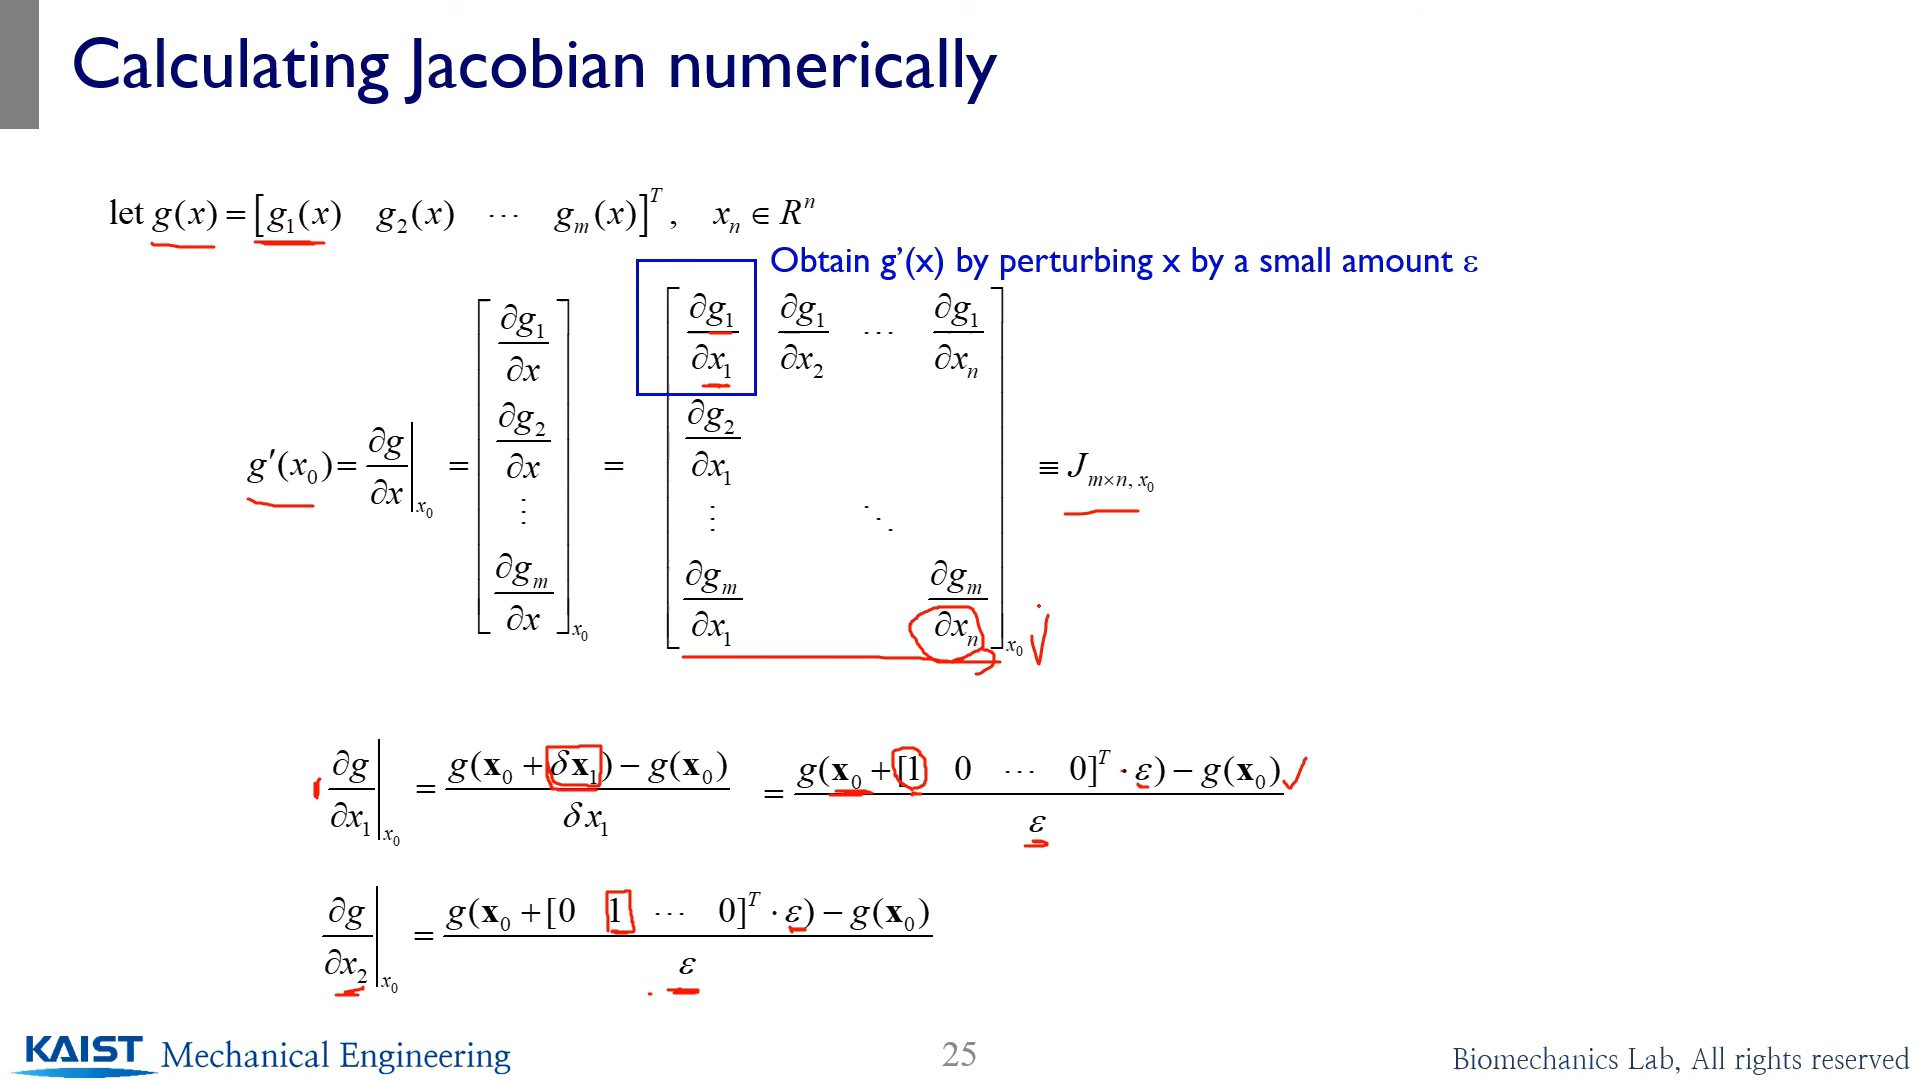 Calculating Jacobian numerically
let g(x) = [g₁(x) g₂(x) ⋯ gₘ(x)]ᵀ, xₙ ∈ Rⁿ
Obtain g’(x) by perturbing x by a small amount ε
g′(x₀) = ∂g/∂x |x₀ = [∂g₁/∂x ∂g₂/∂x ⋮ ∂gₘ/∂x]x₀ = [∂g₁/∂x₁ ∂g₁/∂x₂ ⋯ ∂g₁/∂xₙ ∂g₂/∂x₁ ⋮ ⋱ ∂gₘ/∂x₁ ∂gₘ/∂xₙ]x₀ ≡ J m×n, x₀
∂g/∂x₁ |x₀ = (g(x₀ + δx₁) − g(x₀)) / δx₁ = (g(x₀ + [1 0 ⋯ 0]ᵀ · ε) − g(x₀)) / ε
∂g/∂x₂ |x₀ = (g(x₀ + [0 1 ⋯ 0]ᵀ · ε) − g(x₀)) / ε
KAIST Mechanical Engineering
25
Biomechanics Lab, All rights reserved